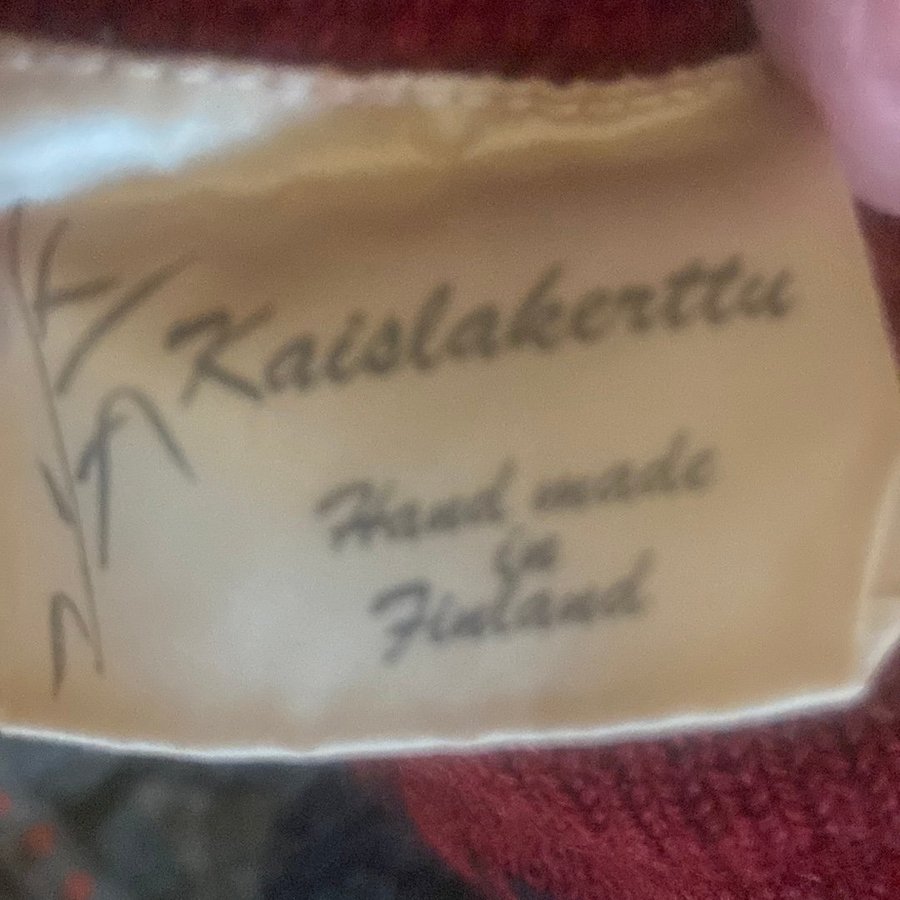 Kaislakerttu
Hand made
in
Finland